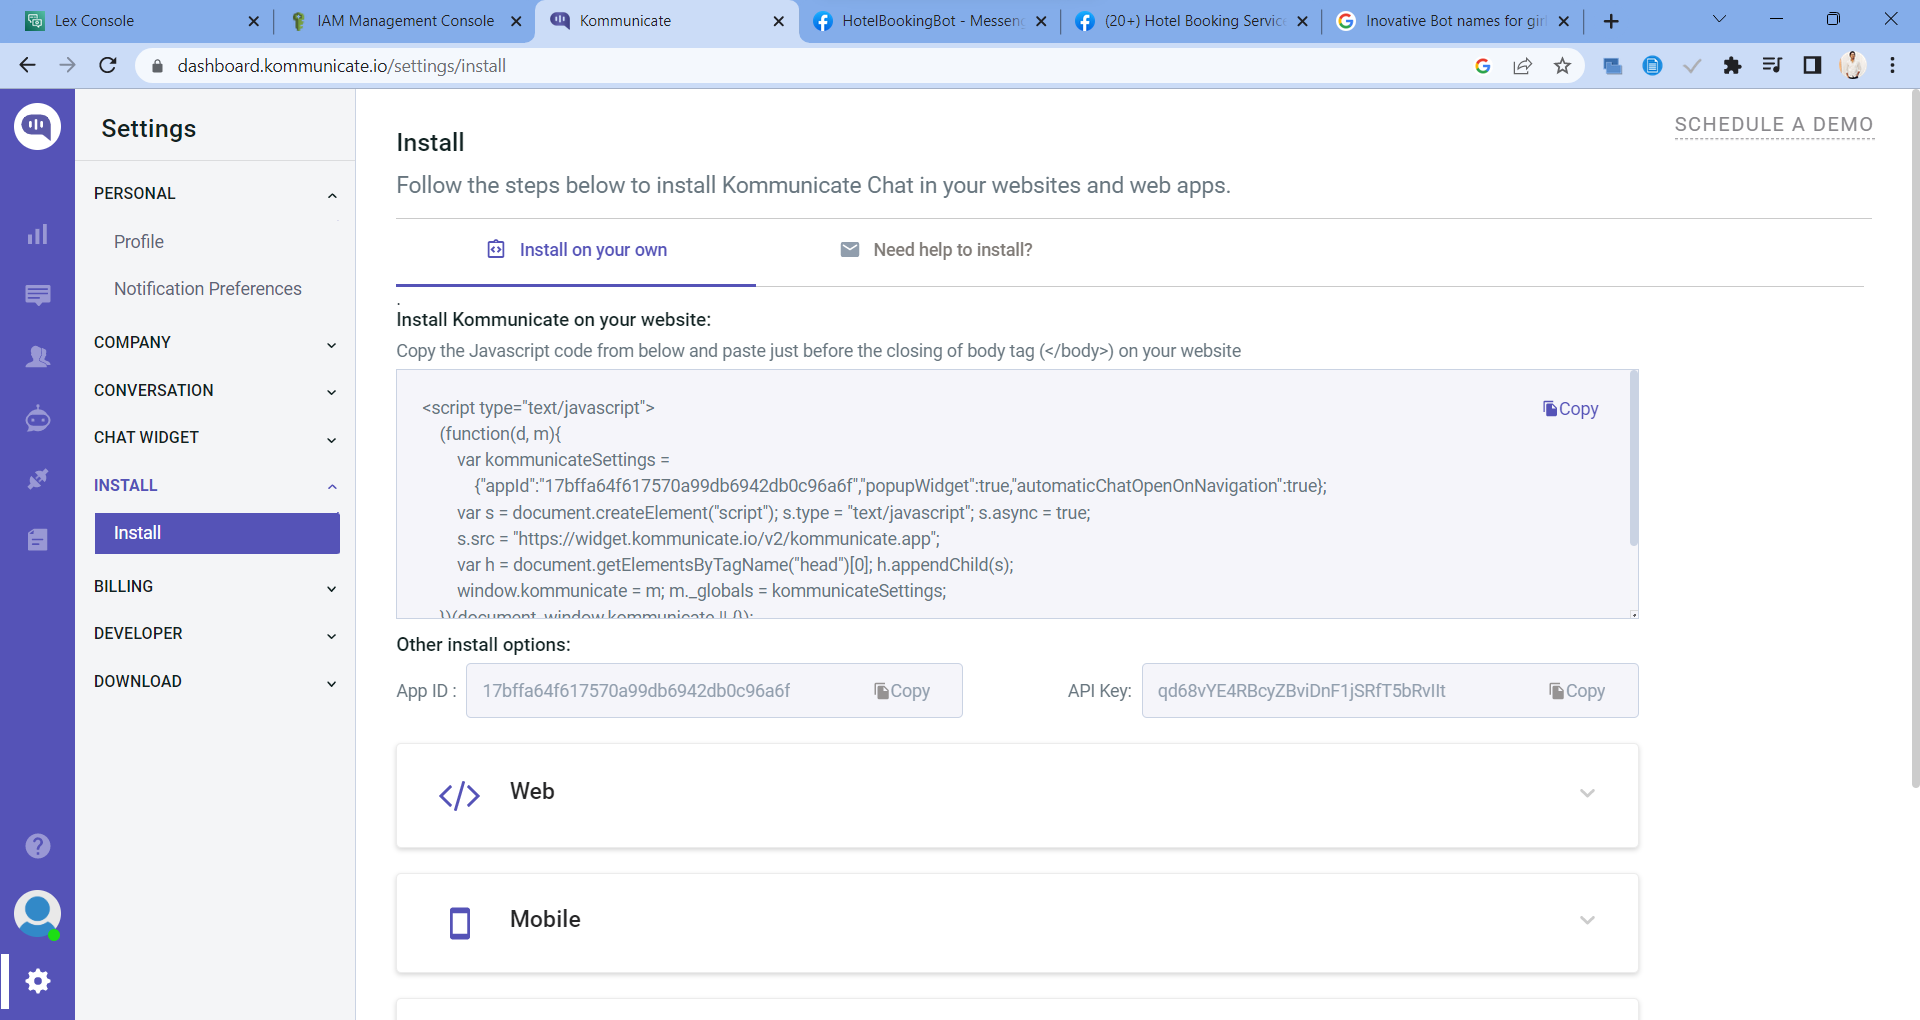 Lex Console
IAM Management Console
Kommunicate
HotelBookingBot - Messen
(20+) Hotel Booking Service
Inovative Bot names for girl
dashboard.kommunicate.io/settings/install
Settings
PERSONAL
Profile
Notification Preferences
COMPANY
CONVERSATION
CHAT WIDGET
INSTALL
Install
BILLING
DEVELOPER
DOWNLOAD
SCHEDULE A DEMO
Install
Follow the steps below to install Kommunicate Chat in your websites and web apps.
Install on your own
Need help to install?
.
Install Kommunicate on your website:
Copy the Javascript code from below and paste just before the closing of body tag (</body>) on your website
Copy
<script type="text/javascript">
(function(d, m){
var kommunicateSettings =
{"appId":"17bffa64f617570a99db6942db0c96a6f","popupWidget":true,"automaticChatOpenOnNavigation":true};
var s = document.createElement("script"); s.type = "text/javascript"; s.async = true;
s.src = "https://widget.kommunicate.io/v2/kommunicate.app";
var h = document.getElementsByTagName("head")[0]; h.appendChild(s);
window.kommunicate = m; m._globals = kommunicateSettings;
})(document, window.kommunicate || {});
Other install options:
App ID : 17bffa64f617570a99db6942db0c96a6f Copy
API Key: qd68vYE4RBcyZBviDnF1jSRfT5bRvIIt Copy
Web
Mobile